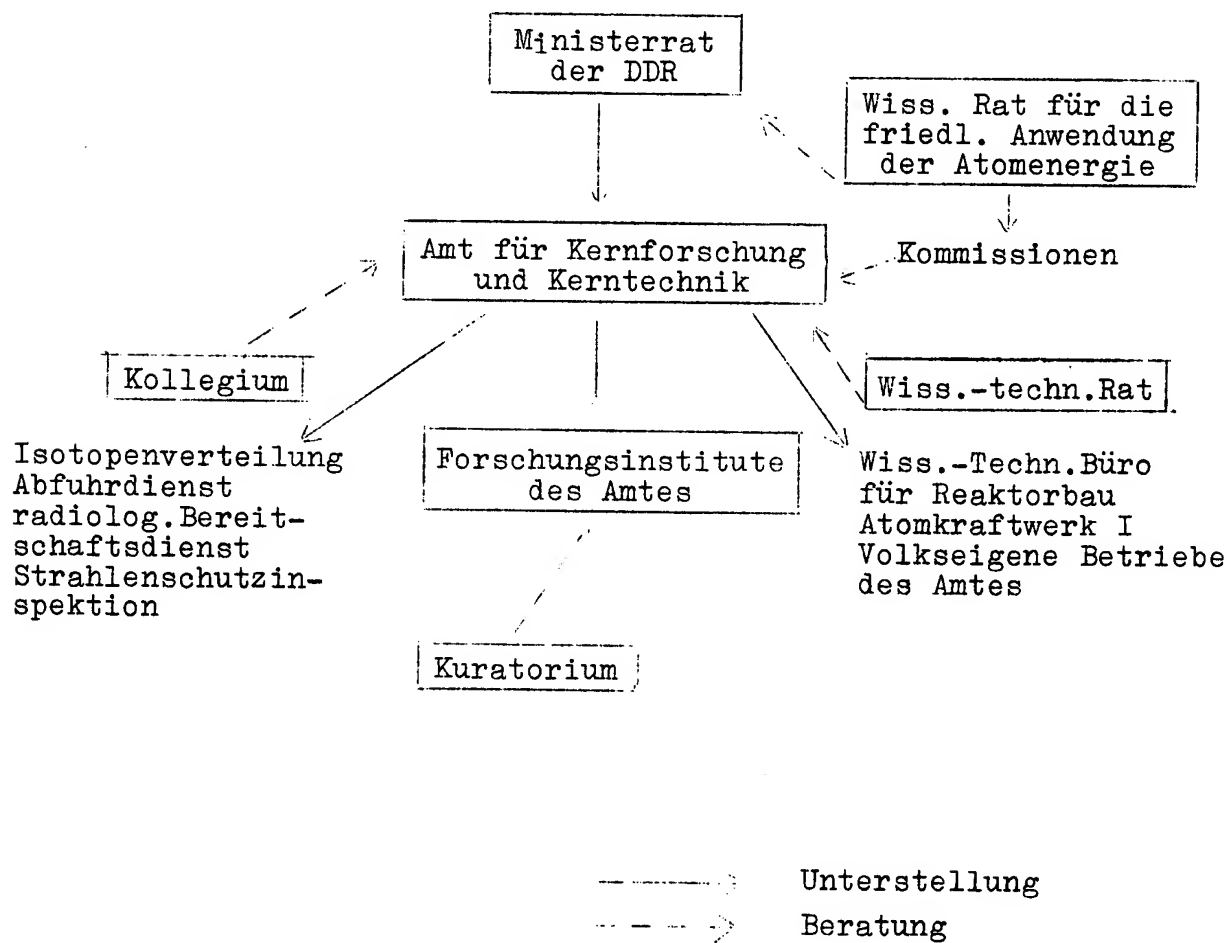 Ministerrat
der DDR
Wiss. Rat für die
friedl. Anwendung
der Atomenergie
Amt für Kernforschung
und Kerntechnik
Kommissionen
Kollegium
Wiss.-techn.Rat
Isotopenverteilung
Abfuhrdienst
radiolog.Bereit-
schaftsdienst
Strahlenschutzin-
spektion
Forschungsinstitute
des Amtes
Wiss.-Techn.Büro
für Reaktorbau
Atomkraftwerk I
Volkseigene Betriebe
des Amtes
Kuratorium
Unterstellung
Beratung